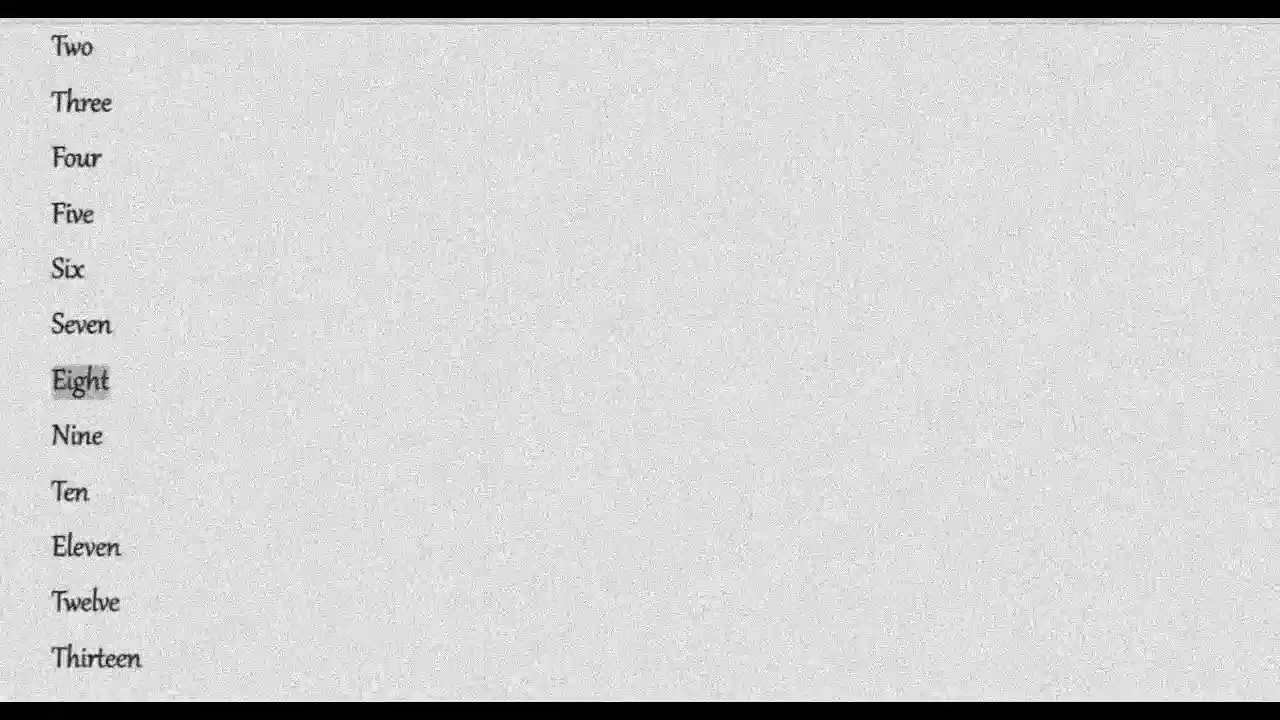 Two
Three
Four
Five
Six
Seven
Eight
Nine
Ten
Eleven
Twelve
Thirteen